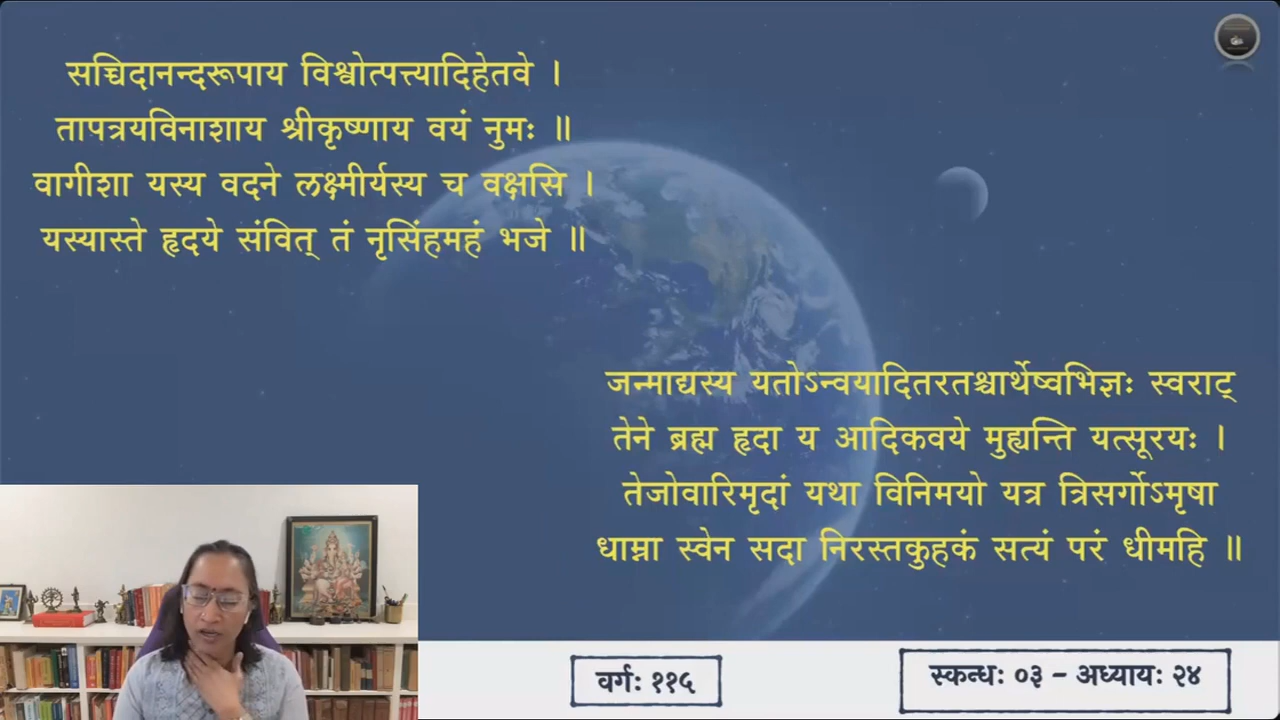 सच्चिदानन्दरूपाय विश्वोत्पत्त्यादिहेतवे ।
तापत्रयविनाशाय श्रीकृष्णाय वयं नुमः ॥
वागीशा यस्य वदने लक्ष्मीर्यस्य च वक्षसि ।
यस्यास्ते हृदये संवित् तं नृसिंहमहं भजे ॥
जन्माद्यस्य यतोऽन्वयादितरतश्चार्थेष्वभिज्ञः स्वराट्
तेने ब्रह्म हृदा य आदिकवये मुह्यन्ति यत्सूरयः ।
तेजोवारिमृदां यथा विनिमयो यत्र त्रिसर्गोऽमृषा
धाम्ना स्वेन सदा निरस्तकुहकं सत्यं परं धीमहि ॥
वर्गः ११५
स्कन्धः ०३ - अध्यायः २४